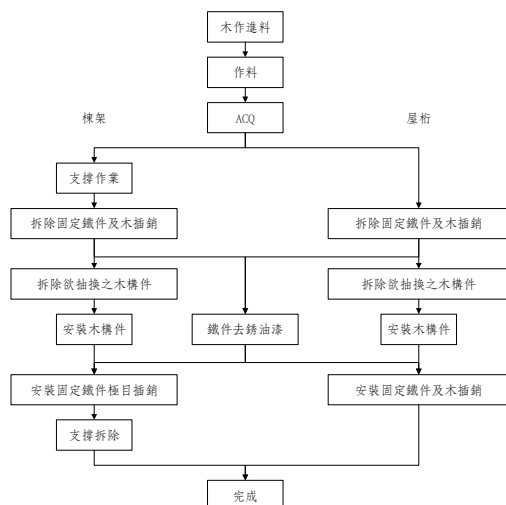 木作進料
作料
ACQ
棟架
屋桁
支撐作業
拆除固定鐵件及木插銷
拆除固定鐵件及木插銷
拆除欲抽換之木構件
拆除欲抽換之木構件
安裝木構件
鐵件去銹油漆
安裝木構件
安裝固定鐵件極目插銷
安裝固定鐵件及木插銷
支撐拆除
完成